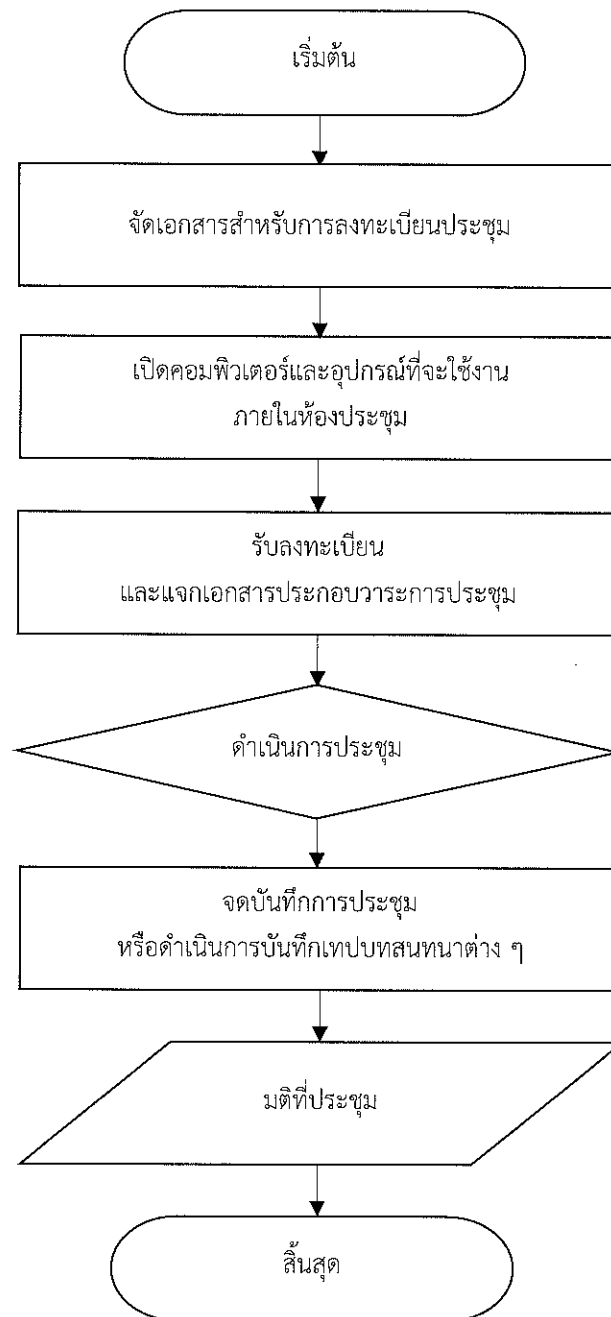 เริ่มต้น
จัดเอกสารสำหรับการลงทะเบียนประชุม
เปิดคอมพิวเตอร์และอุปกรณ์ที่จะใช้งาน
ภายในห้องประชุม
รับลงทะเบียน
และแจกเอกสารประกอบวาระการประชุม
ดำเนินการประชุม
จดบันทึกการประชุม
หรือดำเนินการบันทึกเทปบทสนทนาต่าง ๆ
มติที่ประชุม
สิ้นสุด